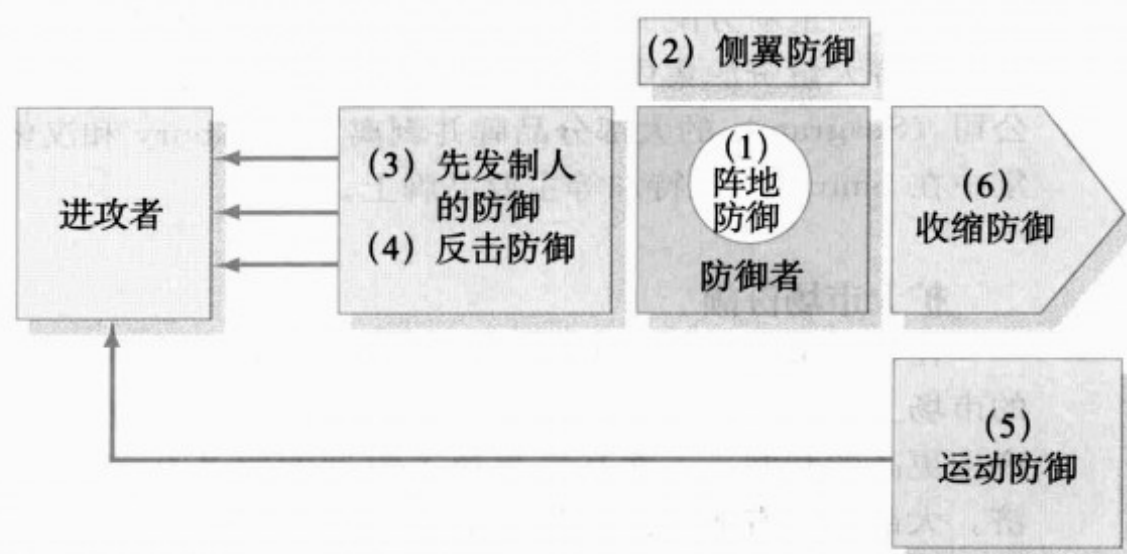 (2) 侧翼防御
进攻者
(3) 先发制人
的防御
(4) 反击防御
(1)
阵地
防御
防御者
(6)
收缩防御
(5)
运动防御